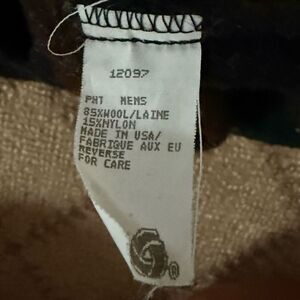 12097
PHT MENS
85%WOOL/LAINE
15%NYLON
MADE IN USA/
FABRIQUE AUX EU
REVERSE
FOR CARE
®